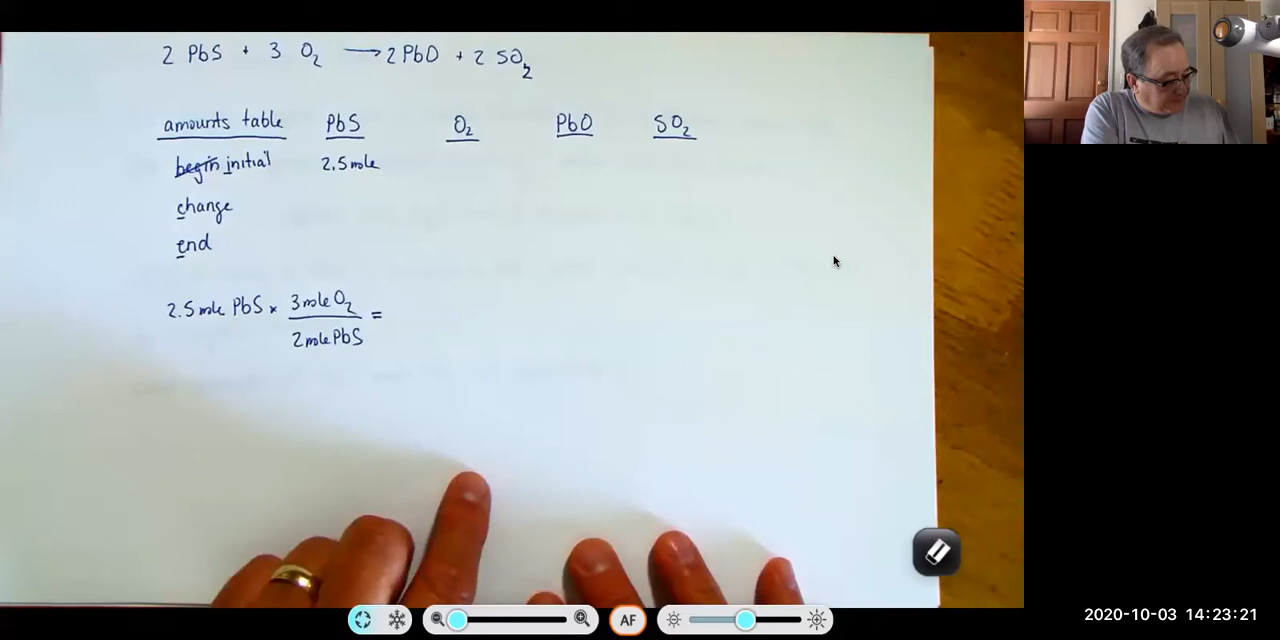 2 PbS + 3 O₂ ⟶ 2 PbO + 2 SO₂
amounts table PbS O₂ PbO SO₂
begin initial 2.5 mole
change
end
2.5 mole PbS × 3 mole O₂ =
2 mole PbS
AF
2020-10-03 14:23:21